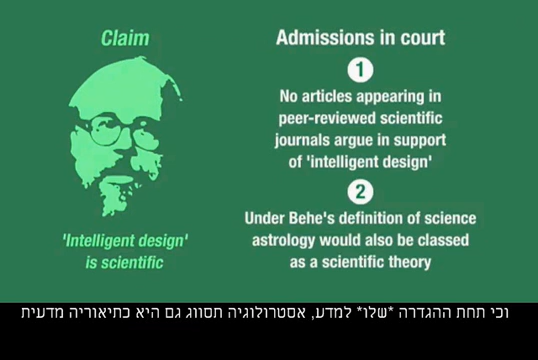 Claim
'Intelligent design'
is scientific
Admissions in court
1
No articles appearing in
peer-reviewed scientific
journals argue in support
of 'intelligent design'
2
Under Behe's definition of science
astrology would also be classed
as a scientific theory
וכי תחת ההגדרה *שלו* למדע, אסטרולוגיה תסווג גם היא כתיאוריה מדעית